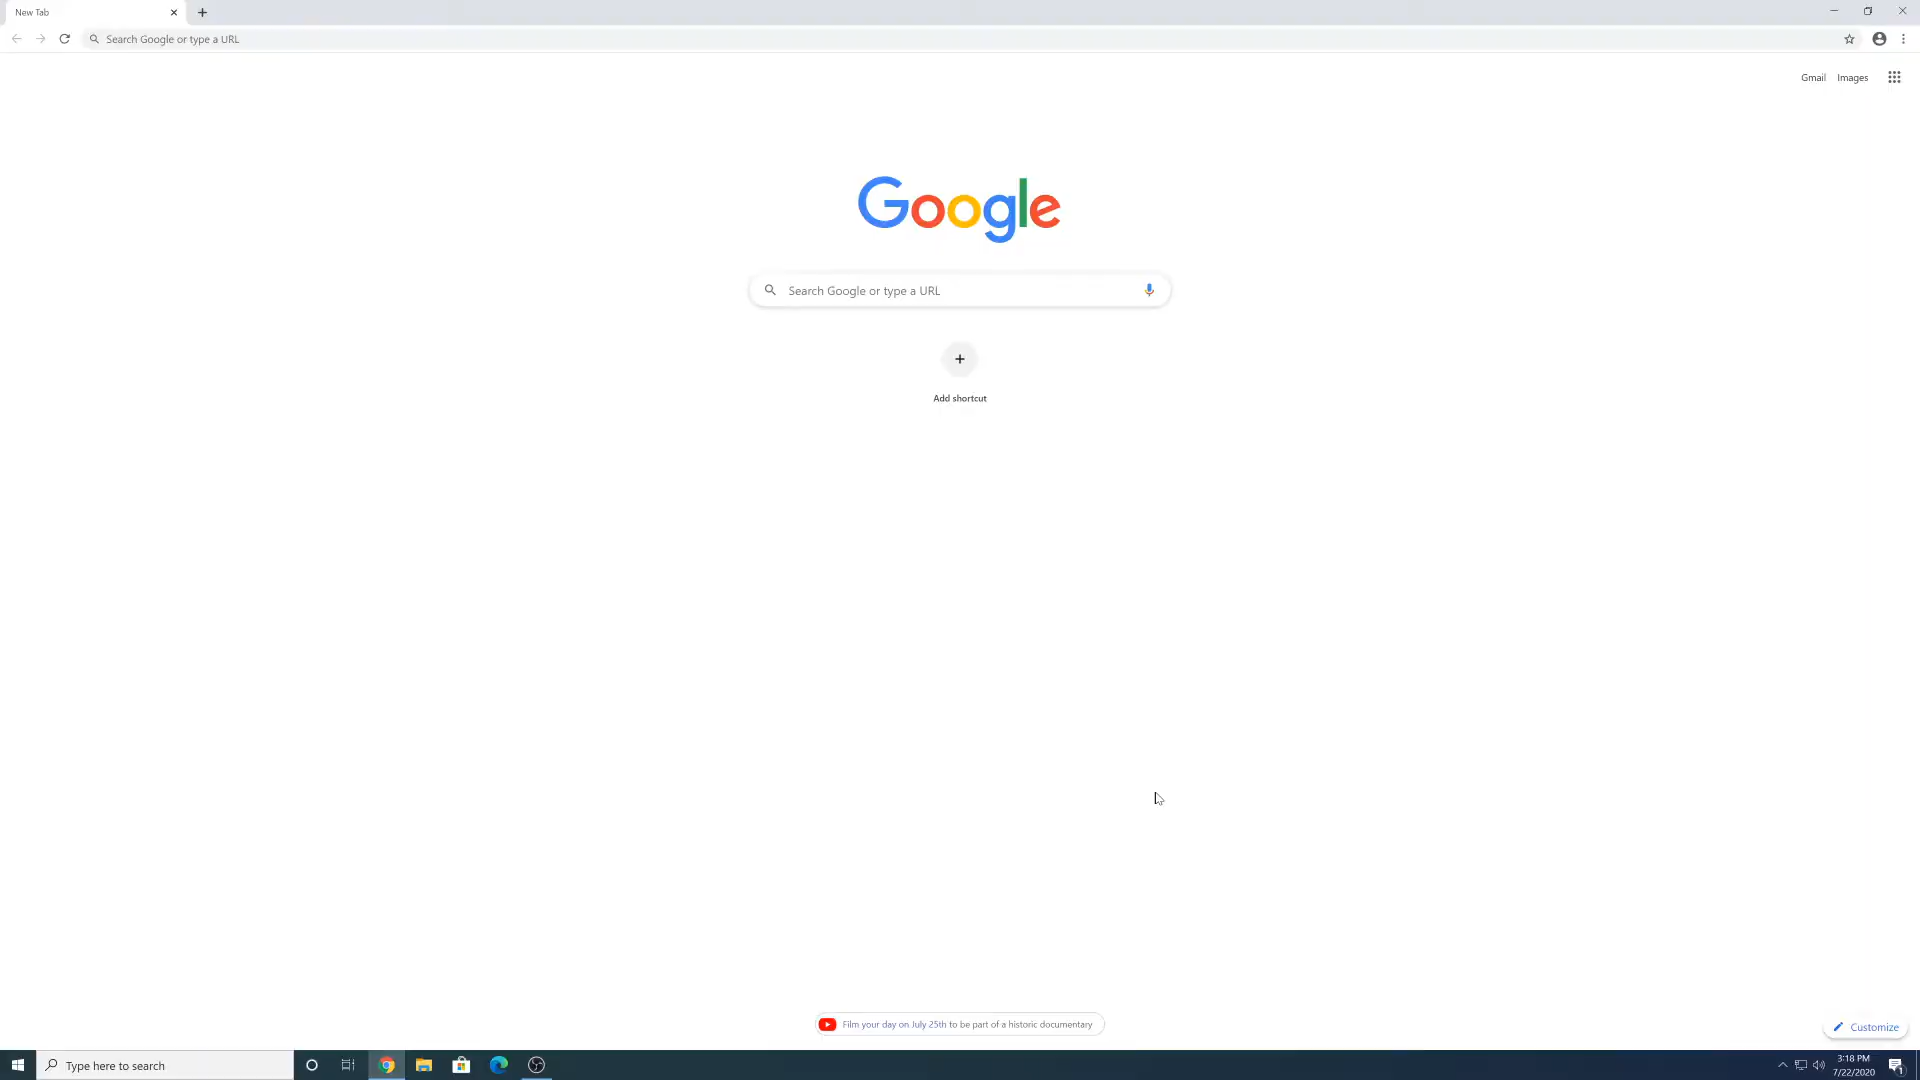 New Tab
Search Google or type a URL
Gmail Images
Google
Search Google or type a URL
Add shortcut
Film your day on July 25th to be part of a historic documentary
Customize
Type here to search
3:18 PM
7/22/2020
1